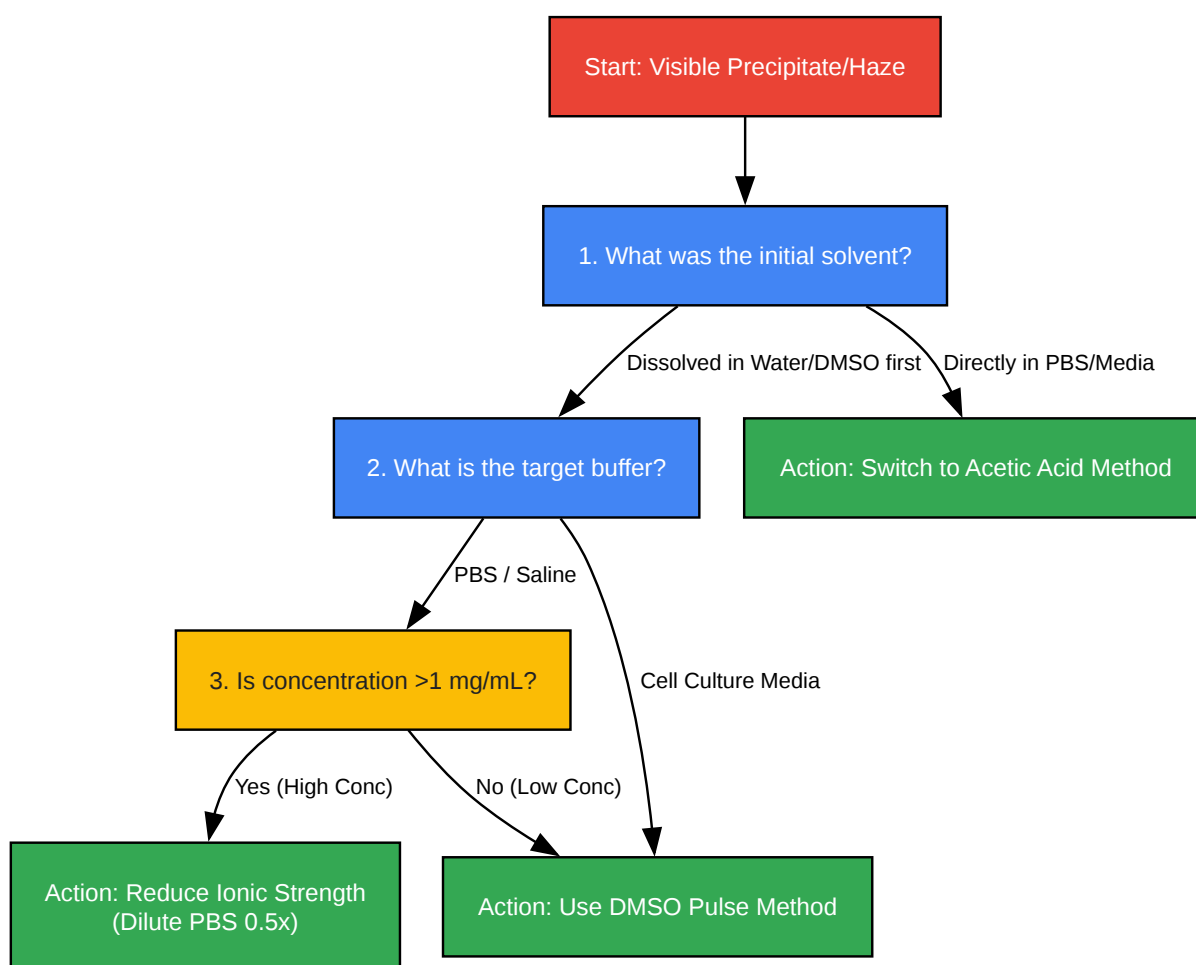 Start: Visible Precipitate/Haze
1. What was the initial solvent?
Dissolved in Water/DMSO first
Directly in PBS/Media
2. What is the target buffer?
Action: Switch to Acetic Acid Method
PBS / Saline
3. Is concentration >1 mg/mL?
Cell Culture Media
Yes (High Conc)
No (Low Conc)
Action: Reduce Ionic Strength
(Dilute PBS 0.5x)
Action: Use DMSO Pulse Method